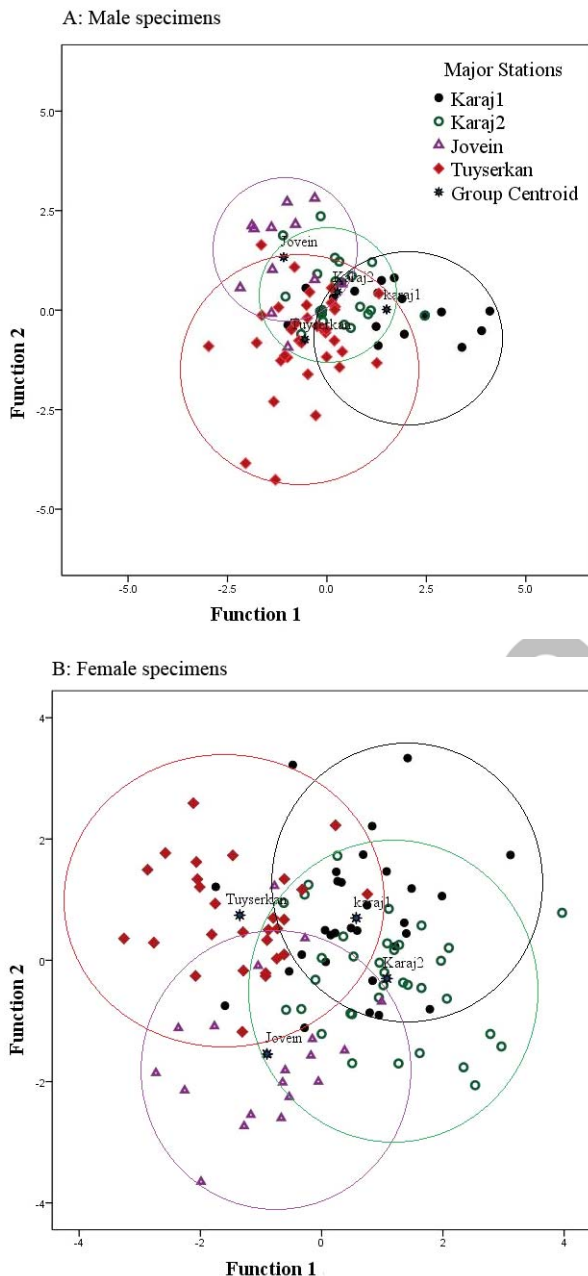 A: Male specimens
Major Stations
Karaj1
Karaj2
Jovein
Tuyserkan
Group Centroid
5.0
2.5
0.0
-2.5
-5.0
Function 2
Jovein
Karaj2
karaj1
Tuyserkan
-5.0
-2.5
0.0
2.5
5.0
Function 1
B: Female specimens
4
2
0
-2
-4
Function 2
Tuyserkan
karaj1
Karaj2
Jovein
-4
-2
0
2
4
Function 1